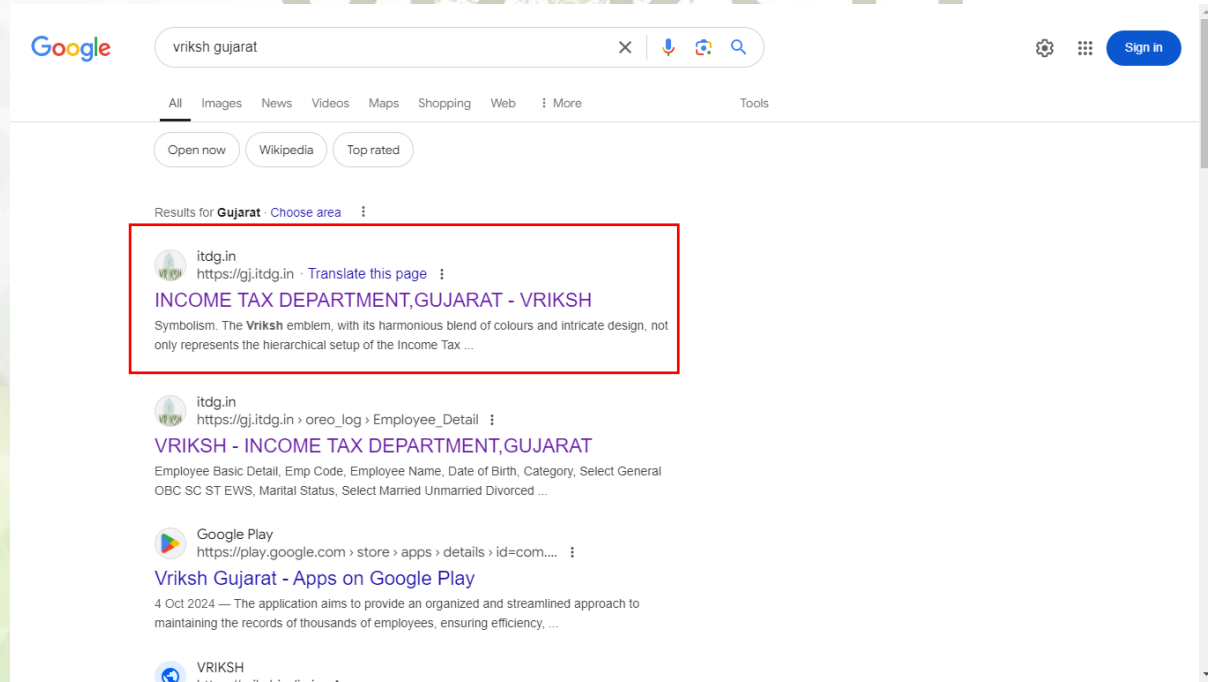 Google
vriksh gujarat
Sign in
All Images News Videos Maps Shopping Web More Tools
Open now Wikipedia Top rated
Results for Gujarat · Choose area
itdg.in
https://gj.itdg.in · Translate this page
INCOME TAX DEPARTMENT,GUJARAT - VRIKSH
Symbolism. The Vriksh emblem, with its harmonious blend of colours and intricate design, not
only represents the hierarchical setup of the Income Tax ...
itdg.in
https://gj.itdg.in › oreo_log › Employee_Detail
VRIKSH - INCOME TAX DEPARTMENT,GUJARAT
Employee Basic Detail, Emp Code, Employee Name, Date of Birth, Category, Select General
OBC SC ST EWS, Marital Status, Select Married Unmarried Divorced ...
Google Play
https://play.google.com › store › apps › details › id=com....
Vriksh Gujarat - Apps on Google Play
4 Oct 2024 — The application aims to provide an organized and streamlined approach to
maintaining the records of thousands of employees, ensuring efficiency, ...
VRIKSH